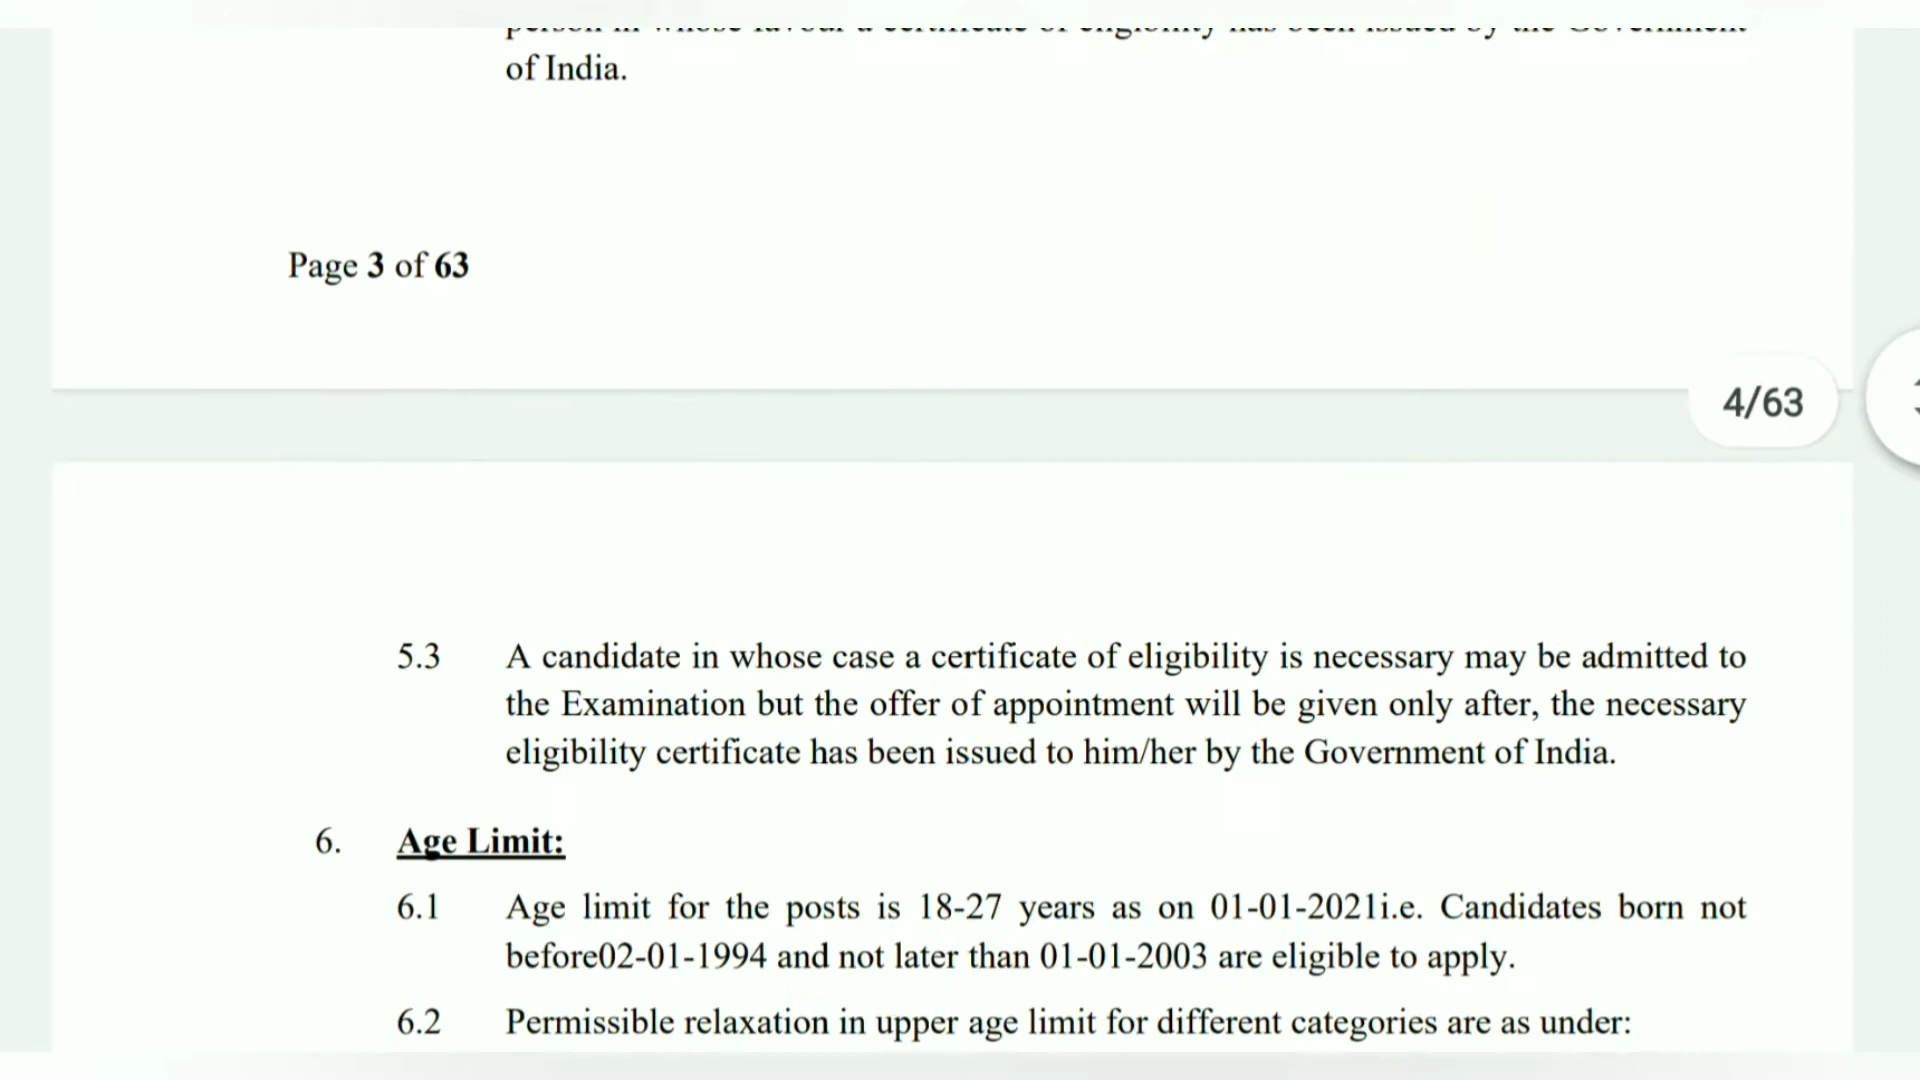 of India.
Page 3 of 63
4/63
5.3 A candidate in whose case a certificate of eligibility is necessary may be admitted to
the Examination but the offer of appointment will be given only after, the necessary
eligibility certificate has been issued to him/her by the Government of India.
6. Age Limit:
6.1 Age limit for the posts is 18-27 years as on 01-01-2021i.e. Candidates born not
before02-01-1994 and not later than 01-01-2003 are eligible to apply.
6.2 Permissible relaxation in upper age limit for different categories are as under: